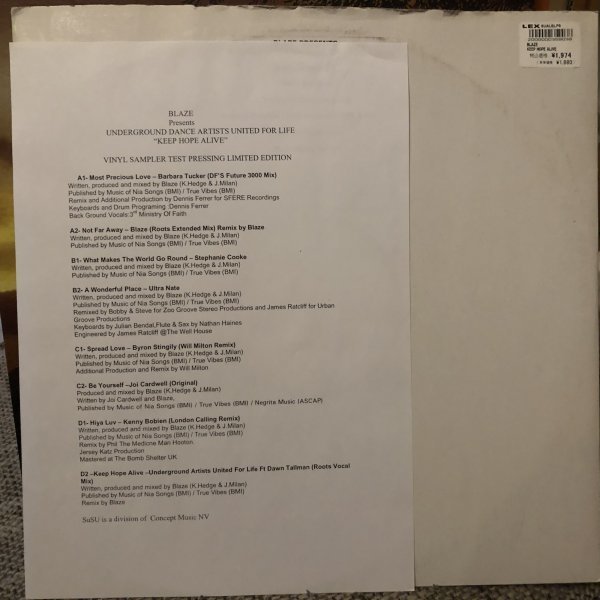 LEX SUALSLP6
BLAZE
KEEP HOPE ALIVE
¥1,974
¥1,880
BLAZE PRESENTS
BLAZE
Presents
UNDERGROUND DANCE ARTISTS UNITED FOR LIFE
“KEEP HOPE ALIVE”
VINYL SAMPLER TEST PRESSING LIMITED EDITION
A1- Most Precious Love – Barbara Tucker (DF'S Future 3000 Mix)
Written, produced and mixed by Blaze (K.Hedge & J.Milan)
Published by Music of Nia Songs (BMI) / True Vibes (BMI)
Remix and Additional Production by Dennis Ferrer for SFERE Recordings
Keyboards and Drum Programing :Dennis.Ferrer
Back Ground Vocals:3rd Ministry Of Faith
A2- Not Far Away – Blaze (Roots Extended Mix) Remix by Blaze
Written, produced and mixed by Blaze (K.Hedge & J.Milan)
Published by Music of Nia Songs (BMI) / True Vibes (BMI)
B1- What Makes The World Go Round – Stephanie Cooke
Published by Music of Nia Songs (BMI) / True Vibes (BMI)
B2- A Wonderful Place – Ultra Nate
Written, produced and mixed by Blaze (K.Hedge & J.Milan)
Published by Music of Nia Songs (BMI) / True Vibes (BMI)
Remixed by Bobby & Steve for Zoo Groove Stereo Productions and James Ratcliff for Urban
Groove Productions
Keyboards by Julian Bendal,Flute & Sax by Nathan Haines
Engineered by James Ratcliff @The Well House
C1- Spread Love – Byron Stingily (Will Milton Remix)
Written, produced and mixed by Blaze (K.Hedge & J.Milan)
Published by Music of Nia Songs (BMI) / True Vibes (BMI)
Additional Production and Remix by Will Milton
C2- Be Yourself –Joi Cardwell (Original)
Produced and mixed by Blaze (K.Hedge & J.Milan)
Written by Joi Cardwell and Blaze,
Published by Music of Nia Songs (BMI) / True Vibes (BMI) / Negrita Music (ASCAP)
D1- Hiya Luv – Kenny Bobien (London Calling Remix)
Written, produced and mixed by Blaze (K.Hedge & J.Milan)
Published by Music of Nia Songs (BMI) / True Vibes (BMI)
Remix by Phil The Medicne Man Hooton
Jersey Katz Production
Mastered at The Bomb Shelter UK
D2 –Keep Hope Alive –Underground Artists United For Life Ft Dawn Tallman (Roots Vocal
Mix)
Written, produced and mixed by Blaze (K.Hedge & J.Milan)
Published by Music of Nia Songs (BMI) / True Vibes (BMI)
Remix by Blaze
SuSU is a division of Concept Music NV